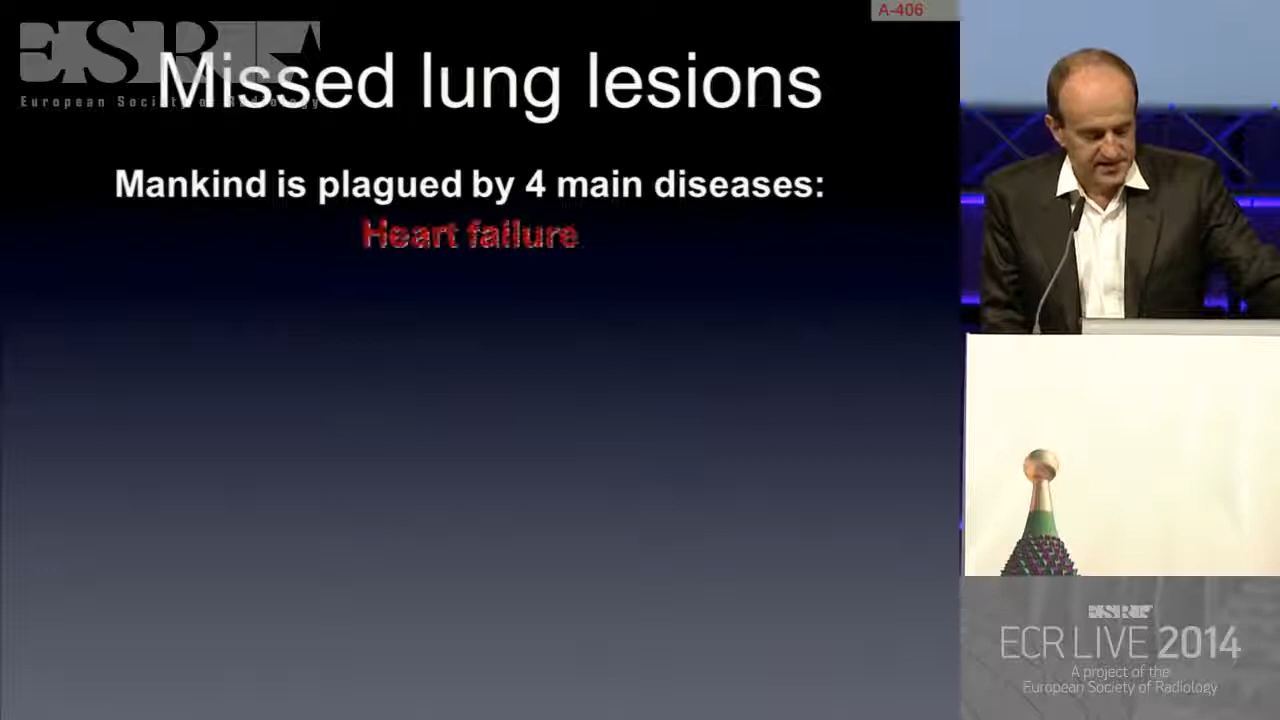 A-406
ESR
European Society of Radiology
Missed lung lesions
Mankind is plagued by 4 main diseases:
Heart failure
ESR
ECR LIVE 2014
A project of the
European Society of Radiology